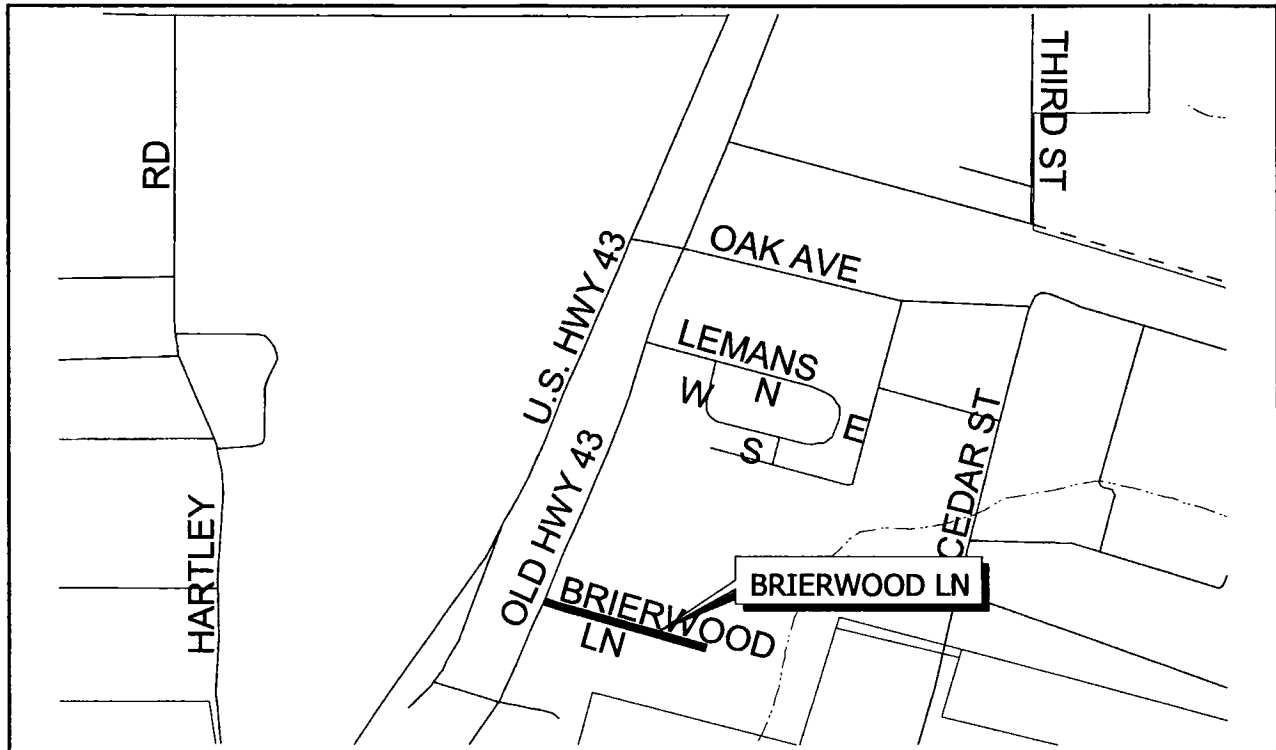 THIRD ST
RD
OAK AVE
U.S. HWY 43
LEMANS
W
N
E
S
OLD HWY 43
CEDAR ST
HARTLEY
BRIERWOOD LN
BRIERWOOD
LN